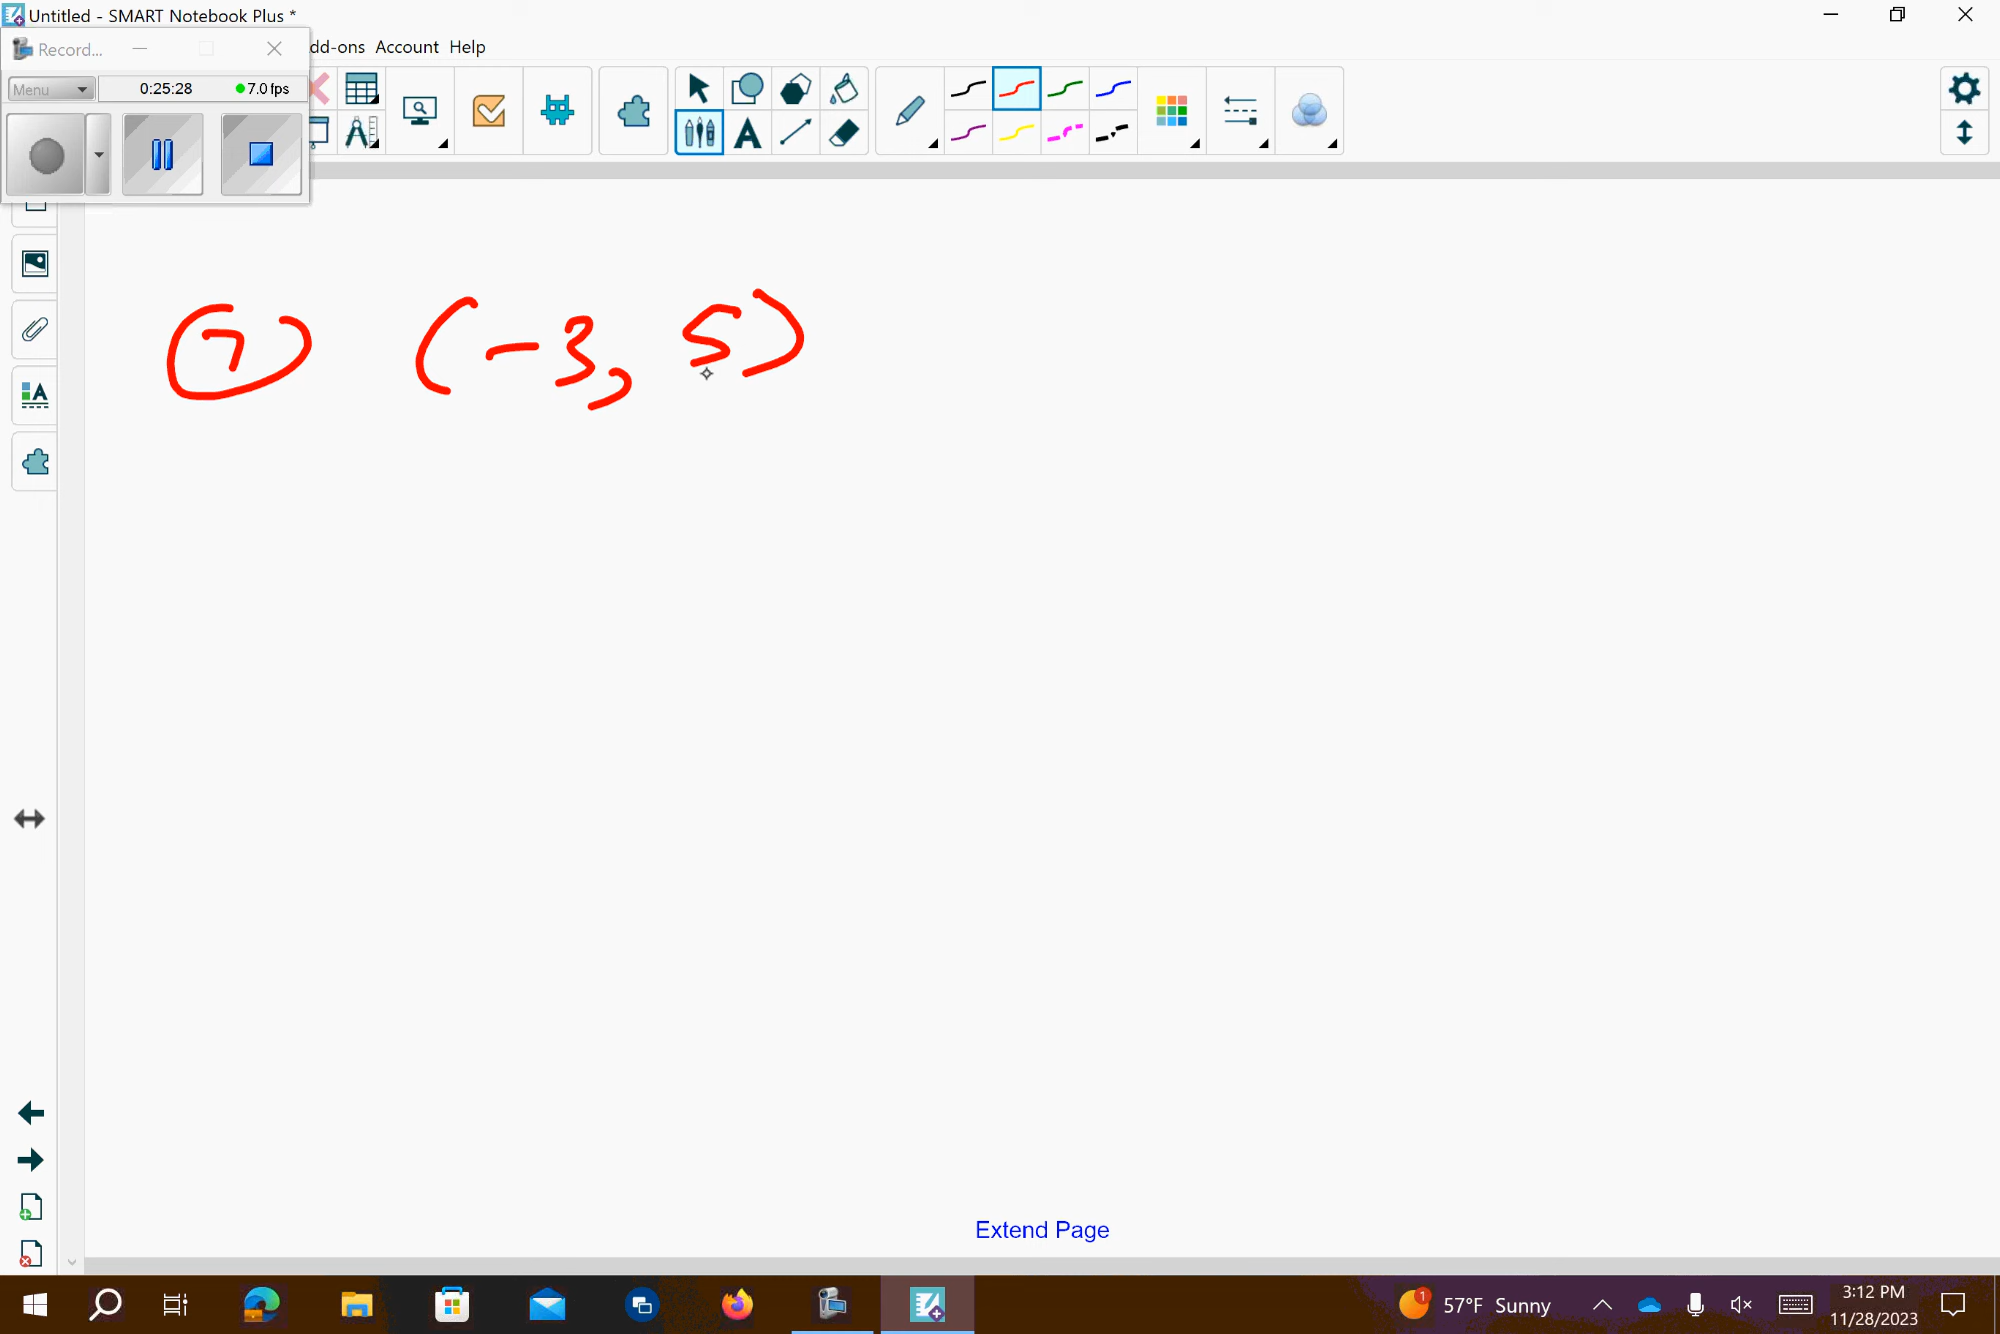 Untitled - SMART Notebook Plus *
Record...
dd-ons Account Help
Menu 0:25:28 7.0 fps
7 (-3, 5)
Extend Page
57°F Sunny
3:12 PM
11/28/2023